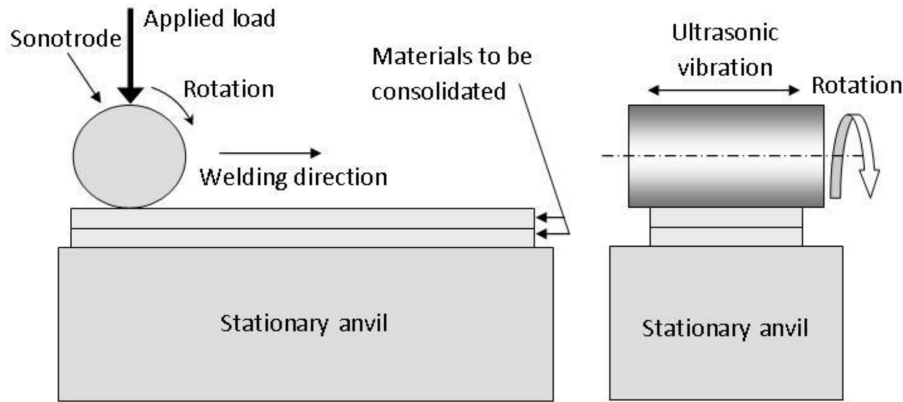 Applied load
Sonotrode
Rotation
Welding direction
Materials to be
consolidated
Stationary anvil
Ultrasonic
vibration
Rotation
Stationary anvil